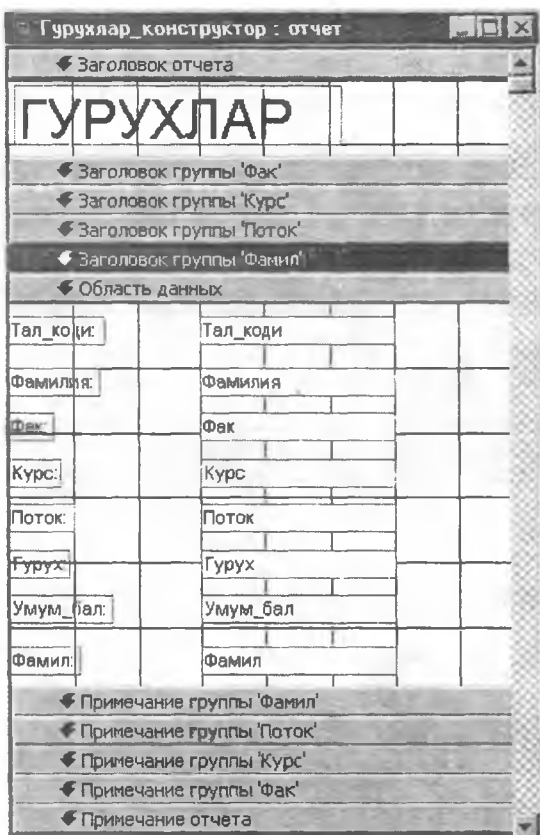 Гурухлар_конструктор : отчет
Заголовок отчета
ГУРУХЛАР
Заголовок группы 'Фак'
Заголовок группы 'Курс'
Заголовок группы 'Поток'
Заголовок группы 'Фамил'
Область данных
Тал_коди: Тал_коди
Фамилия: Фамилия
Фак: Фак
Курс: Курс
Поток: Поток
Гурух: Гурух
Умум_бал: Умум_бал
Фамил: Фамил
Примечание группы 'Фамил'
Примечание группы 'Поток'
Примечание группы 'Курс'
Примечание группы 'Фак'
Примечание отчета